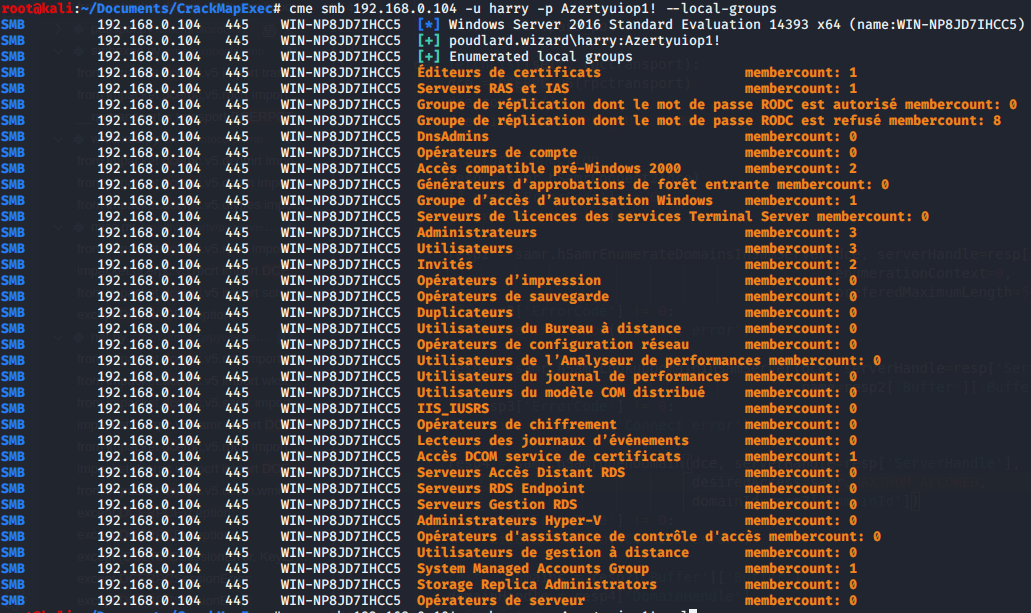 root@kali:~/Documents/CrackMapExec# cme smb 192.168.0.104 -u harry -p Azertyuiop1! --local-groups
SMB 192.168.0.104 445 WIN-NP8JD7IHCC5 [*] Windows Server 2016 Standard Evaluation 14393 x64 (name:WIN-NP8JD7IHCC5)
SMB 192.168.0.104 445 WIN-NP8JD7IHCC5 [+] poudlard.wizard\harry:Azertyuiop1!
SMB 192.168.0.104 445 WIN-NP8JD7IHCC5 [+] Enumerated local groups
SMB 192.168.0.104 445 WIN-NP8JD7IHCC5 Éditeurs de certificats membercount: 1
SMB 192.168.0.104 445 WIN-NP8JD7IHCC5 Serveurs RAS et IAS membercount: 1
SMB 192.168.0.104 445 WIN-NP8JD7IHCC5 Groupe de réplication dont le mot de passe RODC est autorisé membercount: 0
SMB 192.168.0.104 445 WIN-NP8JD7IHCC5 Groupe de réplication dont le mot de passe RODC est refusé membercount: 8
SMB 192.168.0.104 445 WIN-NP8JD7IHCC5 DnsAdmins membercount: 0
SMB 192.168.0.104 445 WIN-NP8JD7IHCC5 Opérateurs de compte membercount: 0
SMB 192.168.0.104 445 WIN-NP8JD7IHCC5 Accès compatible pré-Windows 2000 membercount: 2
SMB 192.168.0.104 445 WIN-NP8JD7IHCC5 Générateurs d’approbations de forêt entrante membercount: 0
SMB 192.168.0.104 445 WIN-NP8JD7IHCC5 Groupe d’accès d’autorisation Windows membercount: 1
SMB 192.168.0.104 445 WIN-NP8JD7IHCC5 Serveurs de licences des services Terminal Server membercount: 0
SMB 192.168.0.104 445 WIN-NP8JD7IHCC5 Administrateurs membercount: 3
SMB 192.168.0.104 445 WIN-NP8JD7IHCC5 Utilisateurs membercount: 3
SMB 192.168.0.104 445 WIN-NP8JD7IHCC5 Invités membercount: 2
SMB 192.168.0.104 445 WIN-NP8JD7IHCC5 Opérateurs d’impression membercount: 0
SMB 192.168.0.104 445 WIN-NP8JD7IHCC5 Opérateurs de sauvegarde membercount: 0
SMB 192.168.0.104 445 WIN-NP8JD7IHCC5 Duplicateurs membercount: 0
SMB 192.168.0.104 445 WIN-NP8JD7IHCC5 Utilisateurs du Bureau à distance membercount: 0
SMB 192.168.0.104 445 WIN-NP8JD7IHCC5 Opérateurs de configuration réseau membercount: 0
SMB 192.168.0.104 445 WIN-NP8JD7IHCC5 Utilisateurs de l’Analyseur de performances membercount: 0
SMB 192.168.0.104 445 WIN-NP8JD7IHCC5 Utilisateurs du journal de performances membercount: 0
SMB 192.168.0.104 445 WIN-NP8JD7IHCC5 Utilisateurs du modèle COM distribué membercount: 0
SMB 192.168.0.104 445 WIN-NP8JD7IHCC5 IIS_IUSRS membercount: 0
SMB 192.168.0.104 445 WIN-NP8JD7IHCC5 Opérateurs de chiffrement membercount: 0
SMB 192.168.0.104 445 WIN-NP8JD7IHCC5 Lecteurs des journaux d’événements membercount: 0
SMB 192.168.0.104 445 WIN-NP8JD7IHCC5 Accès DCOM service de certificats membercount: 1
SMB 192.168.0.104 445 WIN-NP8JD7IHCC5 Serveurs Accès Distant RDS membercount: 0
SMB 192.168.0.104 445 WIN-NP8JD7IHCC5 Serveurs RDS Endpoint membercount: 0
SMB 192.168.0.104 445 WIN-NP8JD7IHCC5 Serveurs Gestion RDS membercount: 0
SMB 192.168.0.104 445 WIN-NP8JD7IHCC5 Administrateurs Hyper-V membercount: 0
SMB 192.168.0.104 445 WIN-NP8JD7IHCC5 Opérateurs d'assistance de contrôle d'accès membercount: 0
SMB 192.168.0.104 445 WIN-NP8JD7IHCC5 Utilisateurs de gestion à distance membercount: 0
SMB 192.168.0.104 445 WIN-NP8JD7IHCC5 System Managed Accounts Group membercount: 1
SMB 192.168.0.104 445 WIN-NP8JD7IHCC5 Storage Replica Administrators membercount: 0
SMB 192.168.0.104 445 WIN-NP8JD7IHCC5 Opérateurs de serveur membercount: 0